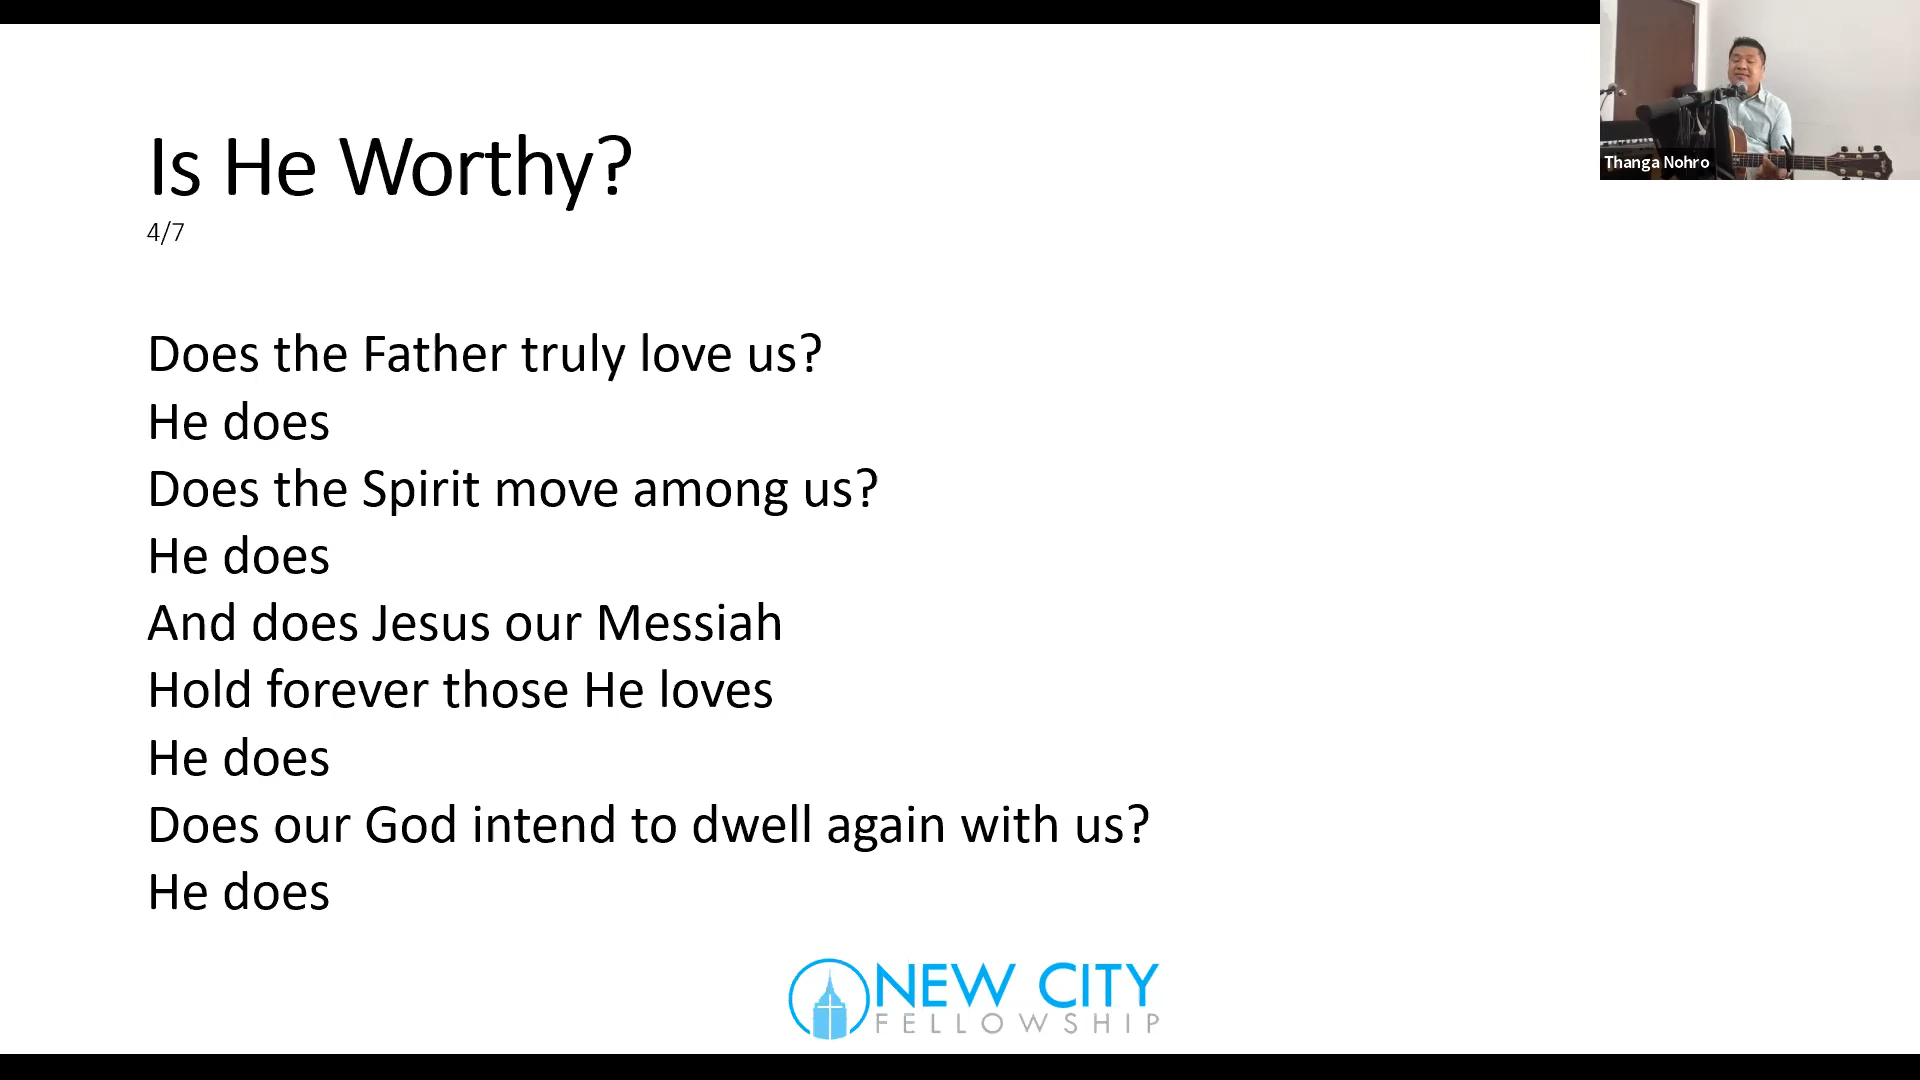 Is He Worthy?
4/7
Does the Father truly love us?
He does
Does the Spirit move among us?
He does
And does Jesus our Messiah
Hold forever those He loves
He does
Does our God intend to dwell again with us?
He does
NEW CITY
FELLOWSHIP
Thanga Nohro